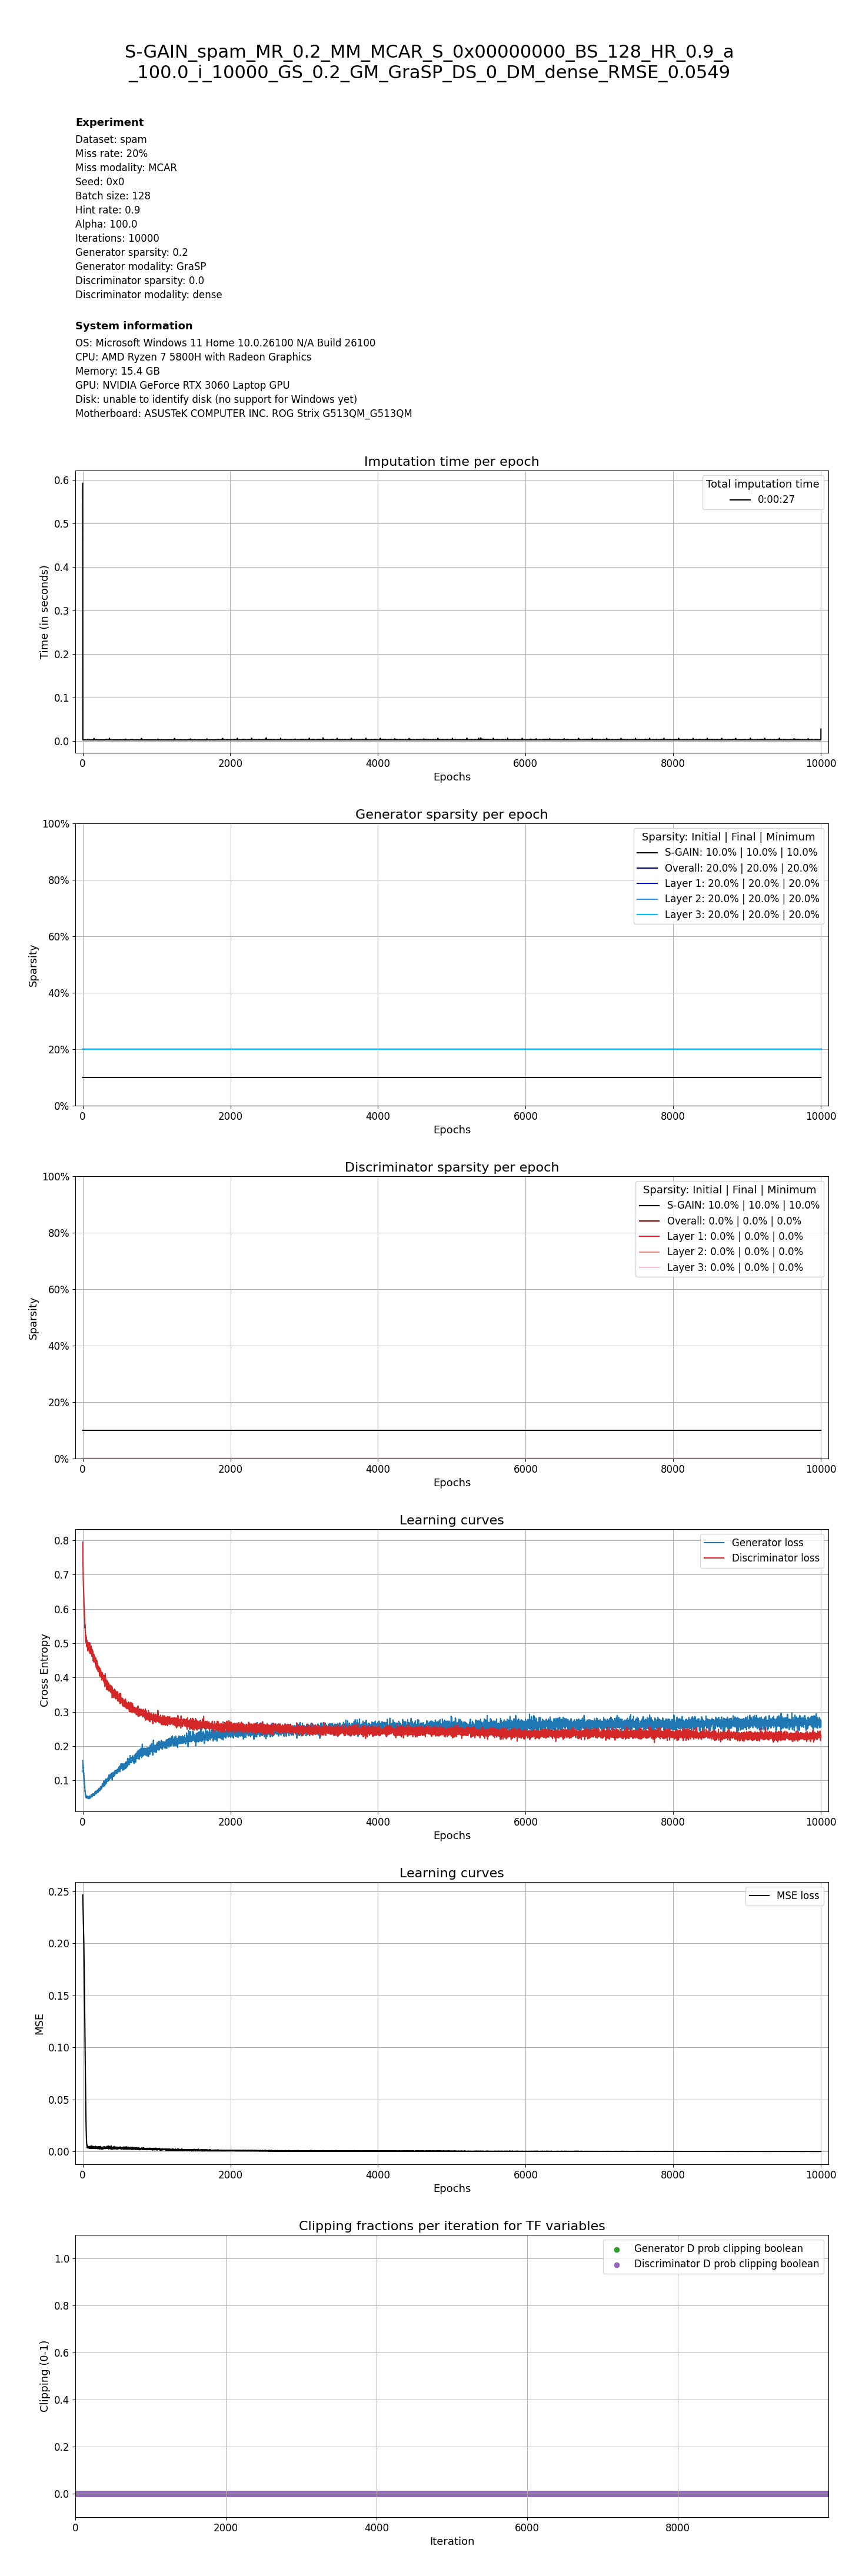 S-GAIN_spam_MR_0.2_MM_MCAR_S_0x00000000_BS_128_HR_0.9_a
_100.0_i_10000_GS_0.2_GM_GraSP_DS_0_DM_dense_RMSE_0.0549
Experiment
Dataset: spam
Miss rate: 20%
Miss modality: MCAR
Seed: 0x0
Batch size: 128
Hint rate: 0.9
Alpha: 100.0
Iterations: 10000
Generator sparsity: 0.2
Generator modality: GraSP
Discriminator sparsity: 0.0
Discriminator modality: dense
System information
OS: Microsoft Windows 11 Home 10.0.26100 N/A Build 26100
CPU: AMD Ryzen 7 5800H with Radeon Graphics
Memory: 15.4 GB
GPU: NVIDIA GeForce RTX 3060 Laptop GPU
Disk: unable to identify disk (no support for Windows yet)
Motherboard: ASUSTeK COMPUTER INC. ROG Strix G513QM_G513QM
Imputation time per epoch
Total imputation time
0:00:27
0.6
0.5
0.4
0.3
0.2
0.1
0.0
Time (in seconds)
0 2000 4000 6000 8000 10000
Epochs
Generator sparsity per epoch
Sparsity: Initial | Final | Minimum
S-GAIN: 10.0% | 10.0% | 10.0%
Overall: 20.0% | 20.0% | 20.0%
Layer 1: 20.0% | 20.0% | 20.0%
Layer 2: 20.0% | 20.0% | 20.0%
Layer 3: 20.0% | 20.0% | 20.0%
100%
80%
60%
40%
20%
0%
Sparsity
0 2000 4000 6000 8000 10000
Epochs
Discriminator sparsity per epoch
Sparsity: Initial | Final | Minimum
S-GAIN: 10.0% | 10.0% | 10.0%
Overall: 0.0% | 0.0% | 0.0%
Layer 1: 0.0% | 0.0% | 0.0%
Layer 2: 0.0% | 0.0% | 0.0%
Layer 3: 0.0% | 0.0% | 0.0%
100%
80%
60%
40%
20%
0%
Sparsity
0 2000 4000 6000 8000 10000
Epochs
Learning curves
Generator loss
Discriminator loss
0.8
0.7
0.6
0.5
0.4
0.3
0.2
0.1
Cross Entropy
0 2000 4000 6000 8000 10000
Epochs
Learning curves
MSE loss
0.25
0.20
0.15
0.10
0.05
0.00
MSE
0 2000 4000 6000 8000 10000
Epochs
Clipping fractions per iteration for TF variables
Generator D prob clipping boolean
Discriminator D prob clipping boolean
1.0
0.8
0.6
0.4
0.2
0.0
Clipping (0-1)
0 2000 4000 6000 8000
Iteration